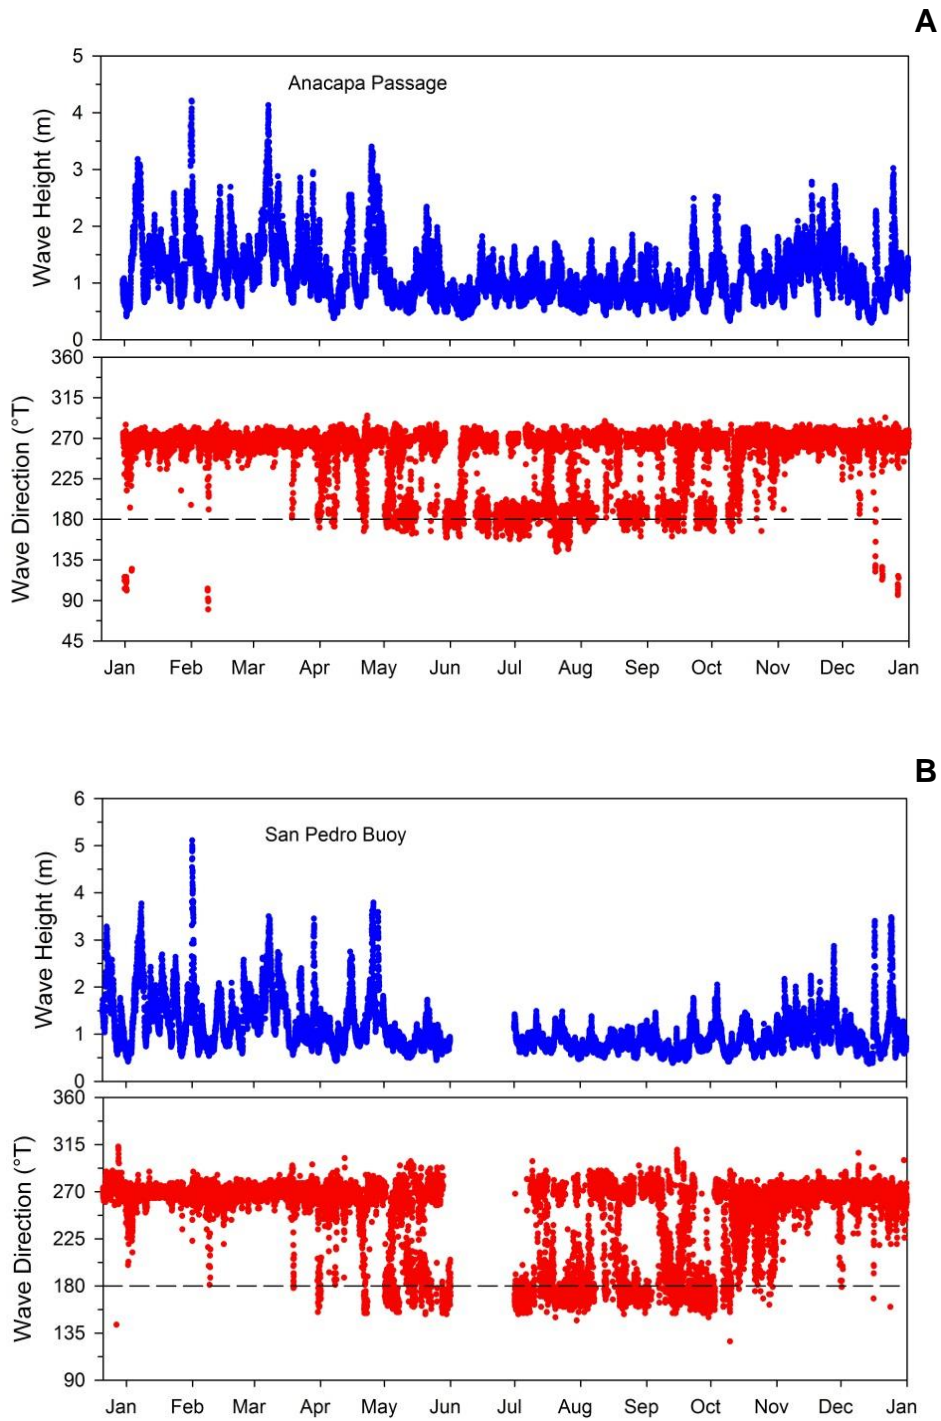 A
Anacapa Passage
Wave Height (m)
5
4
3
2
1
0
Wave Direction (°T)
360
315
270
225
180
135
90
45
Jan Feb Mar Apr May Jun Jul Aug Sep Oct Nov Dec Jan
B
San Pedro Buoy
Wave Height (m)
6
5
4
3
2
1
0
Wave Direction (°T)
360
315
270
225
180
135
90
Jan Feb Mar Apr May Jun Jul Aug Sep Oct Nov Dec Jan